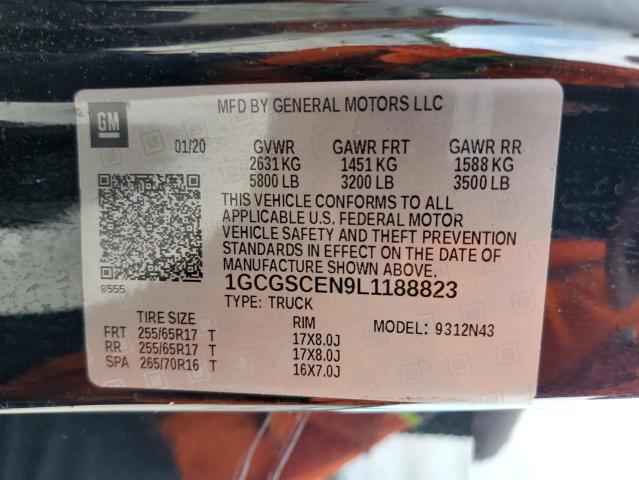 MFD BY GENERAL MOTORS LLC
GM
01/20 GVWR GAWR FRT GAWR RR
2631 KG 1451 KG 1588 KG
5800 LB 3200 LB 3500 LB
THIS VEHICLE CONFORMS TO ALL
APPLICABLE U.S. FEDERAL MOTOR
VEHICLE SAFETY AND THEFT PREVENTION
STANDARDS IN EFFECT ON THE DATE OF
MANUFACTURE SHOWN ABOVE.
8555
1GCGSCEN9L1188823
TYPE: TRUCK
TIRE SIZE RIM MODEL: 9312N43
FRT 255/65R17 T 17X8.0J
RR 255/65R17 T 17X8.0J
SPA 265/70R16 T 16X7.0J